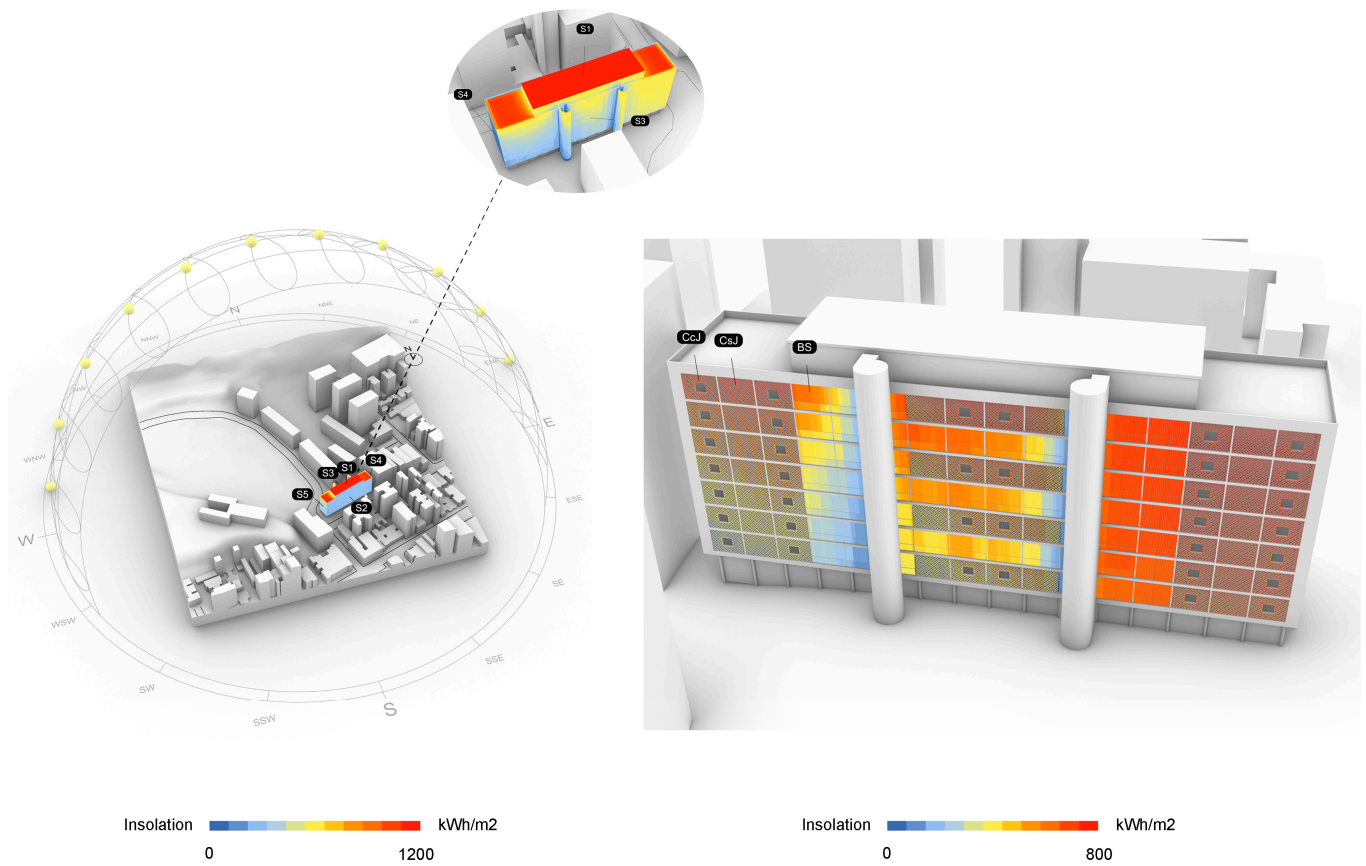 S1
S4
S3
N
NNE
NNW
NE
N
ENE
NW
E
WNW
S3
S1
S4
S5
S2
ESE
W
SE
WSW
SSE
SW
S
SSW
CcJ
CsJ
BS
Insolation
kWh/m2
0
1200
Insolation
kWh/m2
0
800